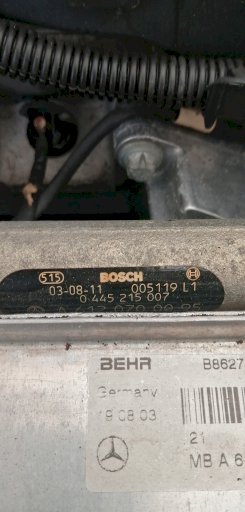 515 BOSCH
03-08-11 005119 L1
0 445 215 007
BEHR B8627
Germany
19 08 03
21
MB A 6